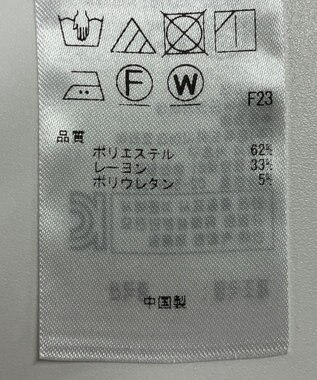 F W
F23
品質
ポリエステル 62%
レーヨン 33%
ポリウレタン 5%
中国製